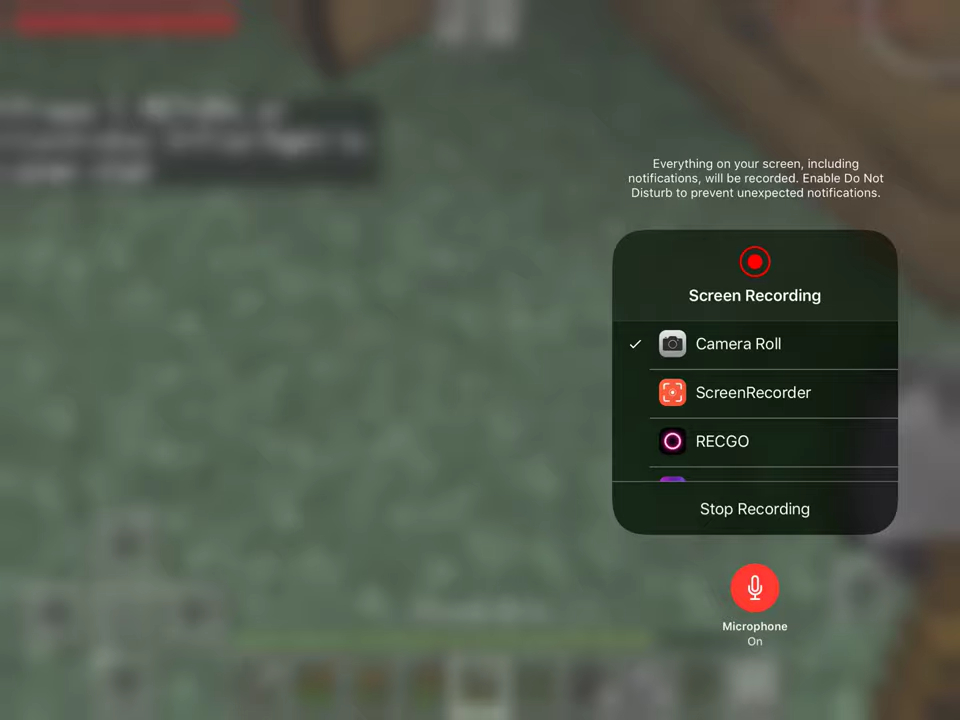 Everything on your screen, including
notifications, will be recorded. Enable Do Not
Disturb to prevent unexpected notifications.
Screen Recording
Camera Roll
ScreenRecorder
RECGO
Stop Recording
Microphone
On